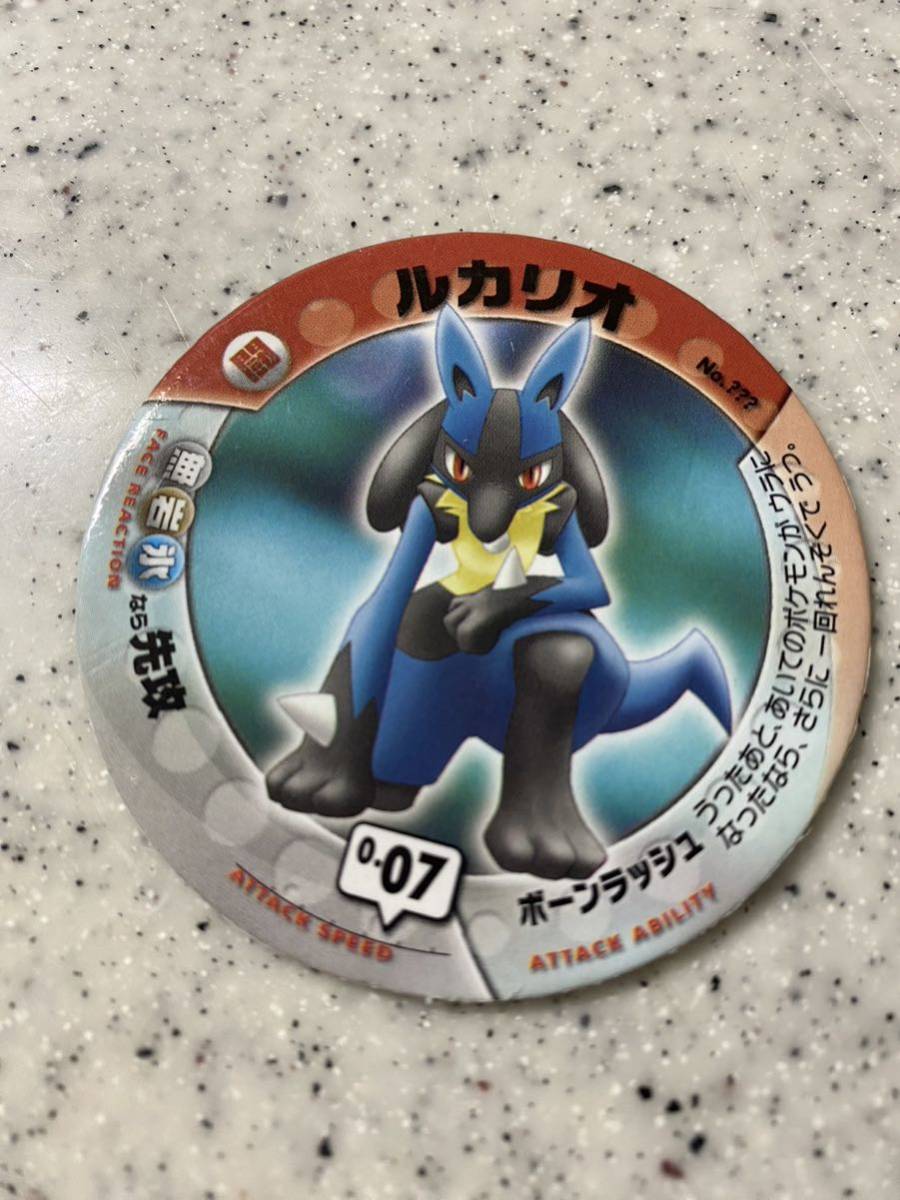 ルカリオ
No.???
無岩氷なら先攻
FACE REACTION
0.07
ATTACK SPEED
ボーンラッシュ
うったあと、あいてのポケモンがウラに
なったなら、さらに一回れんぞくでうつ。
ATTACK ABILITY